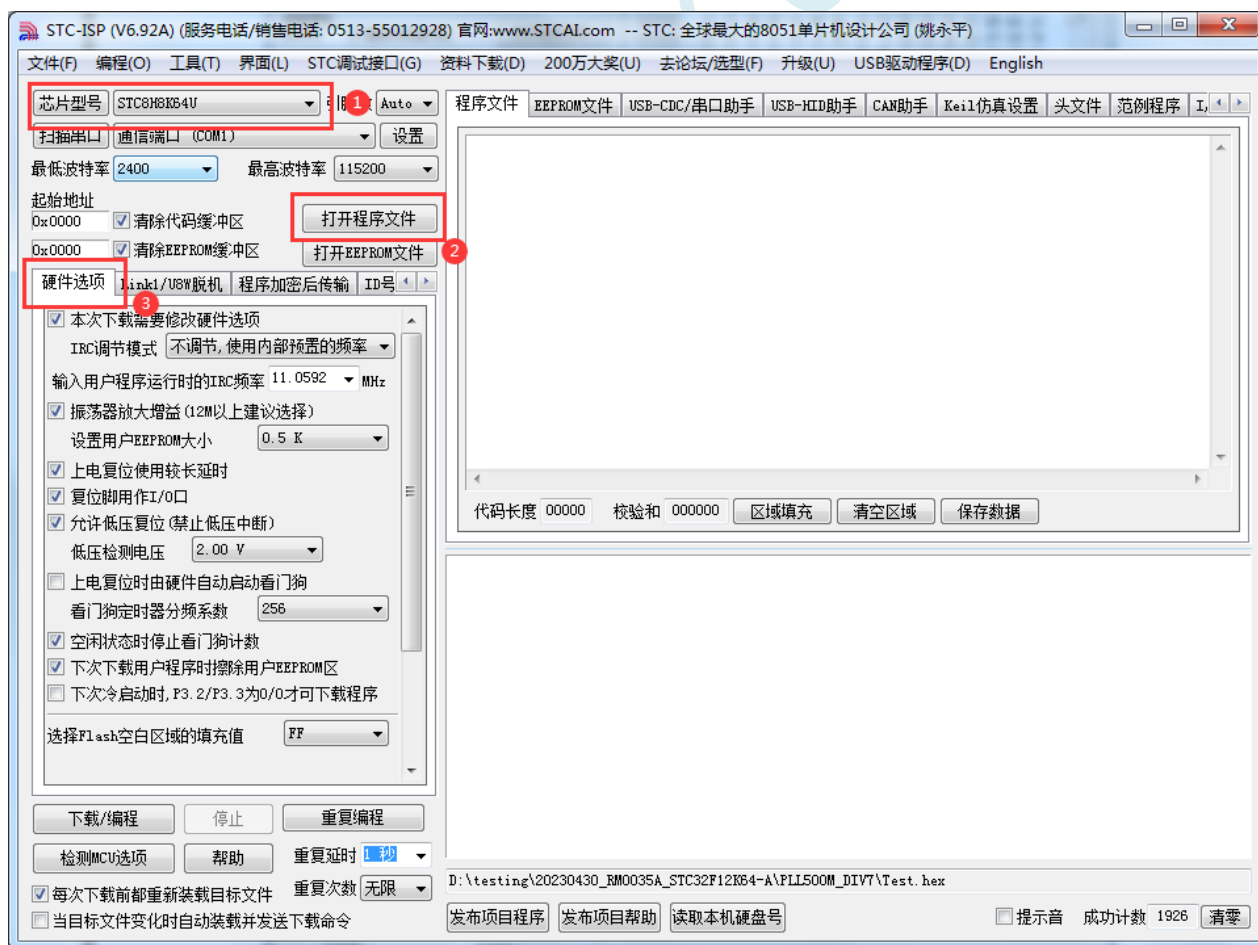 STC-ISP (V6.92A) (服务电话/销售电话: 0513-55012928) 官网:www.STCAI.com -- STC: 全球最大的8051单片机设计公司 (姚永平)
文件(F) 编程(O) 工具(T) 界面(L) STC调试接口(G) 资料下载(D) 200万大奖(U) 去论坛/选型(F) 升级(U) USB驱动程序(D) English
芯片型号 STC8H8K64U 1 Auto
扫描串口 通信端口 (COM1) 设置
最低波特率 2400 最高波特率 115200
起始地址
0x0000 清除代码缓冲区 打开程序文件
0x0000 清除EEPROM缓冲区 打开EEPROM文件 2
硬件选项 Link1/U8W脱机 程序加密后传输 ID号
3
本次下载需要修改硬件选项
IRC调节模式 不调节,使用内部预置的频率
输入用户程序运行时的IRC频率 11.0592 MHz
振荡器放大增益(12M以上建议选择)
设置用户EEPROM大小 0.5 K
上电复位使用较长延时
复位脚用作I/O口
允许低压复位(禁止低压中断)
低压检测电压 2.00 V
上电复位时由硬件自动启动看门狗
看门狗定时器分频系数 256
空闲状态时停止看门狗计数
下次下载用户程序时擦除用户EEPROM区
下次冷启动时,P3.2/P3.3为0/0才可下载程序
选择Flash空白区域的填充值 FF
下载/编程 停止 重复编程
检测MCU选项 帮助 重复延时 1 秒
每次下载前都重新装载目标文件 重复次数 无限
当目标文件变化时自动装载并发送下载命令
程序文件 EEPROM文件 USB-CDC/串口助手 USB-HID助手 CAN助手 Keil仿真设置 头文件 范例程序 I
代码长度 00000 校验和 000000 区域填充 清空区域 保存数据
D:\testing\20230430_RM0035A_STC32F12K64-A\PLL500M_DIV7\Test.hex
发布项目程序 发布项目帮助 读取本机硬盘号 提示音 成功计数 1926 清零